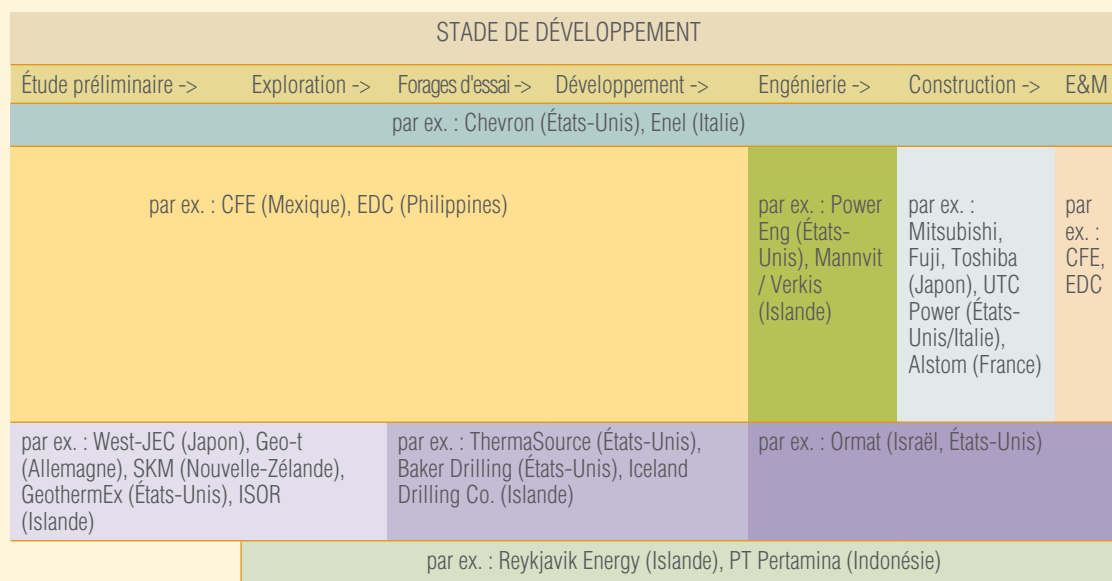 STADE DE DÉVELOPPEMENT
Étude préliminaire -> Exploration -> Forages d'essai -> Développement -> Engénierie -> Construction -> E&M
par ex. : Chevron (États-Unis), Enel (Italie)
par ex. : CFE (Mexique), EDC (Philippines)
par ex. : Power
Eng (États-
Unis), Mannvit
/ Verkis
(Islande)
par ex. :
Mitsubishi,
Fuji, Toshiba
(Japon), UTC
Power (États-
Unis/Italie),
Alstom (France)
par
ex. :
CFE,
EDC
par ex. : West-JEC (Japon), Geo-t
(Allemagne), SKM (Nouvelle-Zélande),
GeothermEx (États-Unis), ISOR
(Islande)
par ex. : ThermaSource (États-Unis),
Baker Drilling (États-Unis), Iceland
Drilling Co. (Islande)
par ex. : Ormat (Israël, États-Unis)
par ex. : Reykjavik Energy (Islande), PT Pertamina (Indonésie)